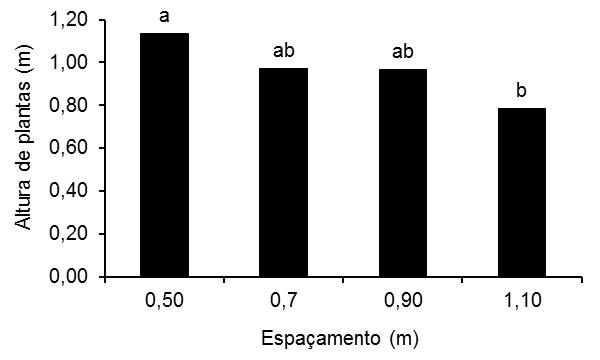 1,20
1,00
0,80
0,60
0,40
0,20
0,00
Altura de plantas (m)
a
ab
ab
b
0,50 0,7 0,90 1,10
Espaçamento (m)